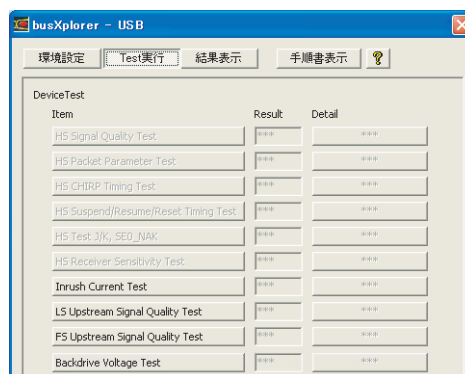 busXplorer - USB
環境設定 Test実行 結果表示 手順書表示 ?
DeviceTest
Item Result Detail
HS Signal Quality Test *** ***
HS Packet Parameter Test *** ***
HS CHIRP Timing Test *** ***
HS Suspend/Resume/Reset Timing Test *** ***
HS Test J/K, SE0_NAK *** ***
HS Receiver Sensitivity Test *** ***
Inrush Current Test *** ***
LS Upstream Signal Quality Test *** ***
FS Upstream Signal Quality Test *** ***
Backdrive Voltage Test *** ***